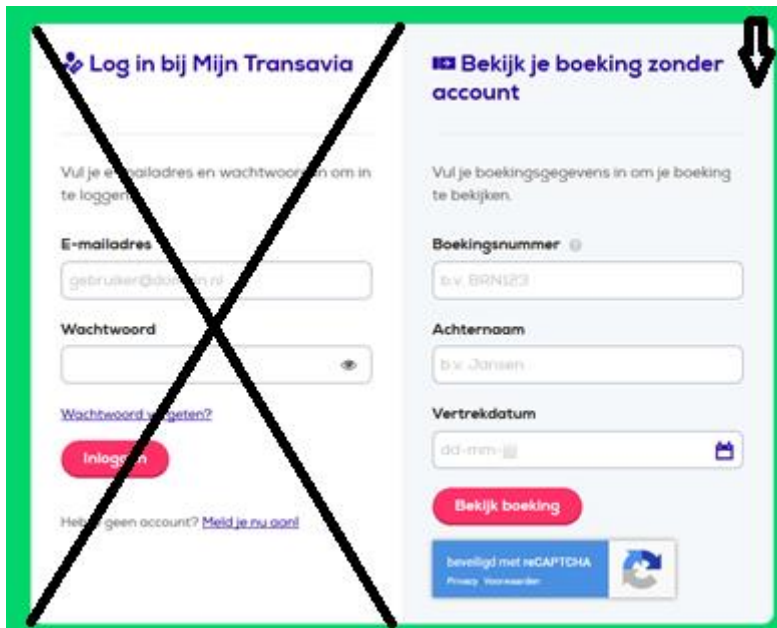 Log in bij Mijn Transavia
Vul je e-mailadres en wachtwoord in om in
te loggen.
E-mailadres
gebruiker@domein.nl
Wachtwoord
Wachtwoord vergeten?
Inloggen
Heb je geen account? Meld je nu aan!
Bekijk je boeking zonder
account
Vul je boekingsgegevens in om je boeking
te bekijken.
Boekingsnummer
b.v. BRN123
Achternaam
b.v. Jansen
Vertrekdatum
dd-mm-jjjj
Bekijk boeking
beveiligd met reCAPTCHA
Privacy Voorwaarden